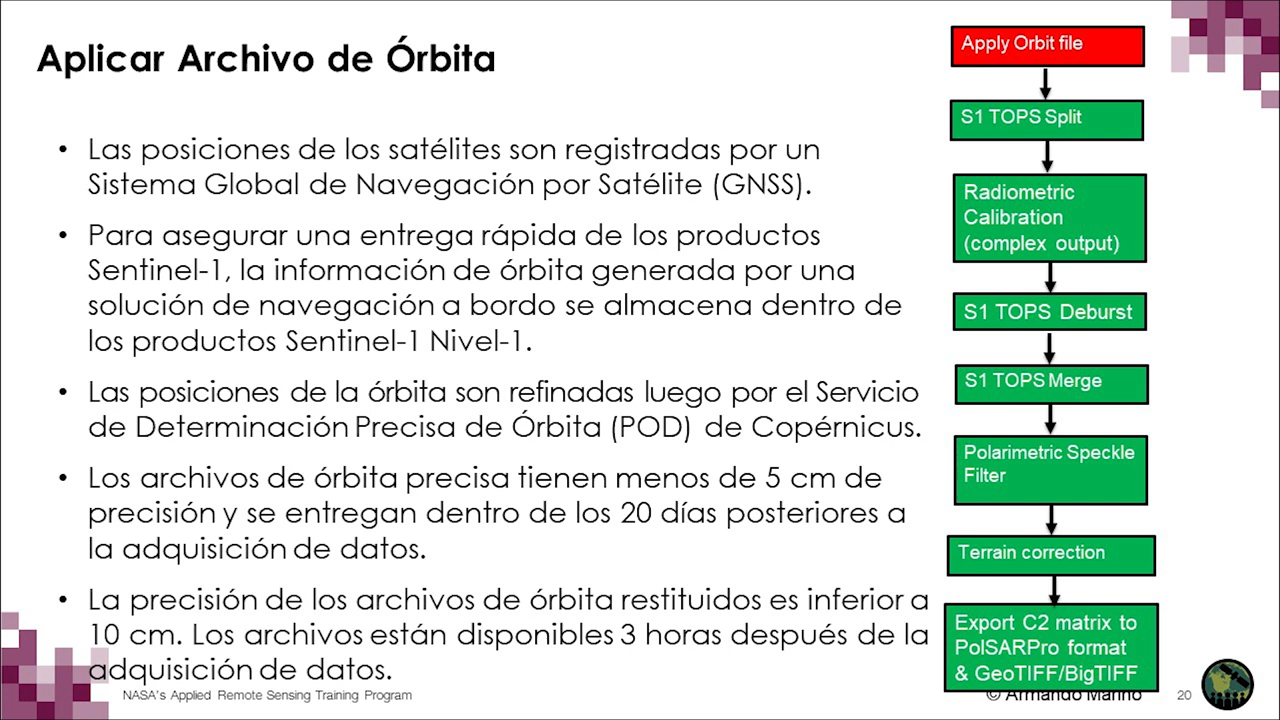 Aplicar Archivo de Órbita
• Las posiciones de los satélites son registradas por un
Sistema Global de Navegación por Satélite (GNSS).
• Para asegurar una entrega rápida de los productos
Sentinel-1, la información de órbita generada por una
solución de navegación a bordo se almacena dentro de
los productos Sentinel-1 Nivel-1.
• Las posiciones de la órbita son refinadas luego por el Servicio
de Determinación Precisa de Órbita (POD) de Copérnicus.
• Los archivos de órbita precisa tienen menos de 5 cm de
precisión y se entregan dentro de los 20 días posteriores a
la adquisición de datos.
• La precisión de los archivos de órbita restituidos es inferior a
10 cm. Los archivos están disponibles 3 horas después de la
adquisición de datos.
Apply Orbit file
S1 TOPS Split
Radiometric
Calibration
(complex output)
S1 TOPS Deburst
S1 TOPS Merge
Polarimetric Speckle
Filter
Terrain correction
Export C2 matrix to
PolSARPro format
& GeoTIFF/BigTIFF
NASA's Applied Remote Sensing Training Program
© Armando Marino
20